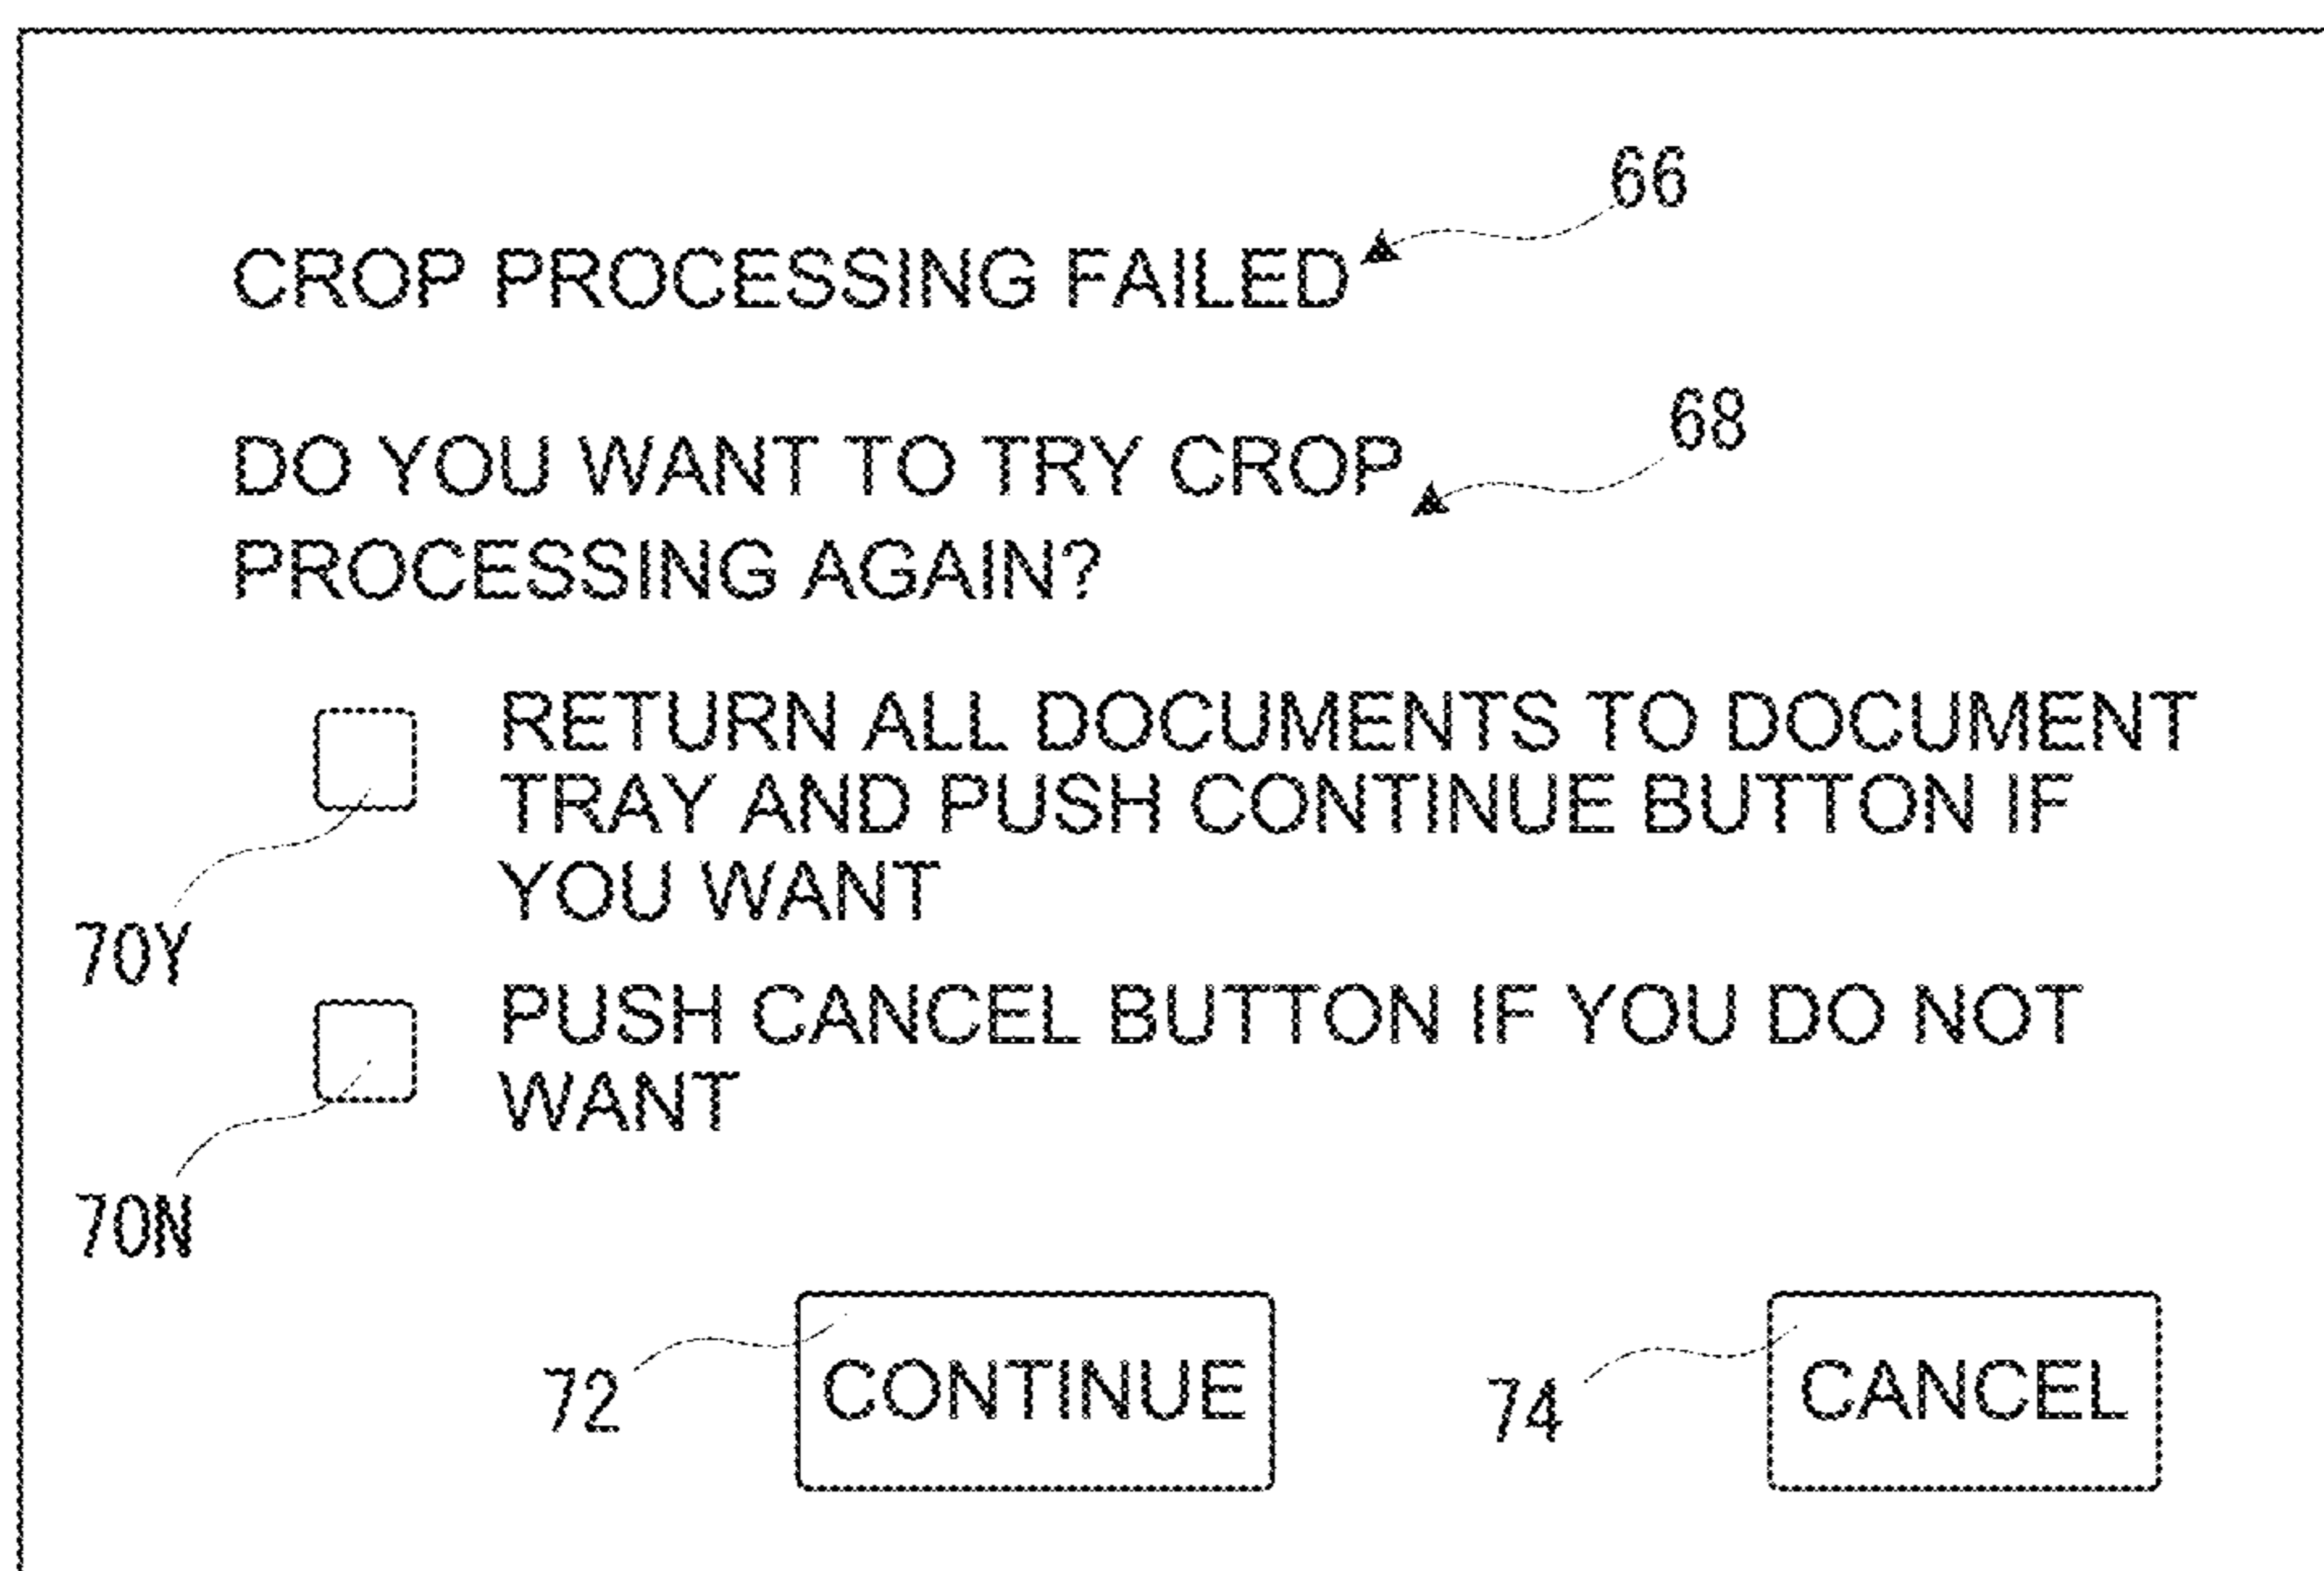 66
CROP PROCESSING FAILED
68
DO YOU WANT TO TRY CROP
PROCESSING AGAIN?
RETURN ALL DOCUMENTS TO DOCUMENT
TRAY AND PUSH CONTINUE BUTTON IF
YOU WANT
70Y
PUSH CANCEL BUTTON IF YOU DO NOT
WANT
70N
72
CONTINUE
74
CANCEL